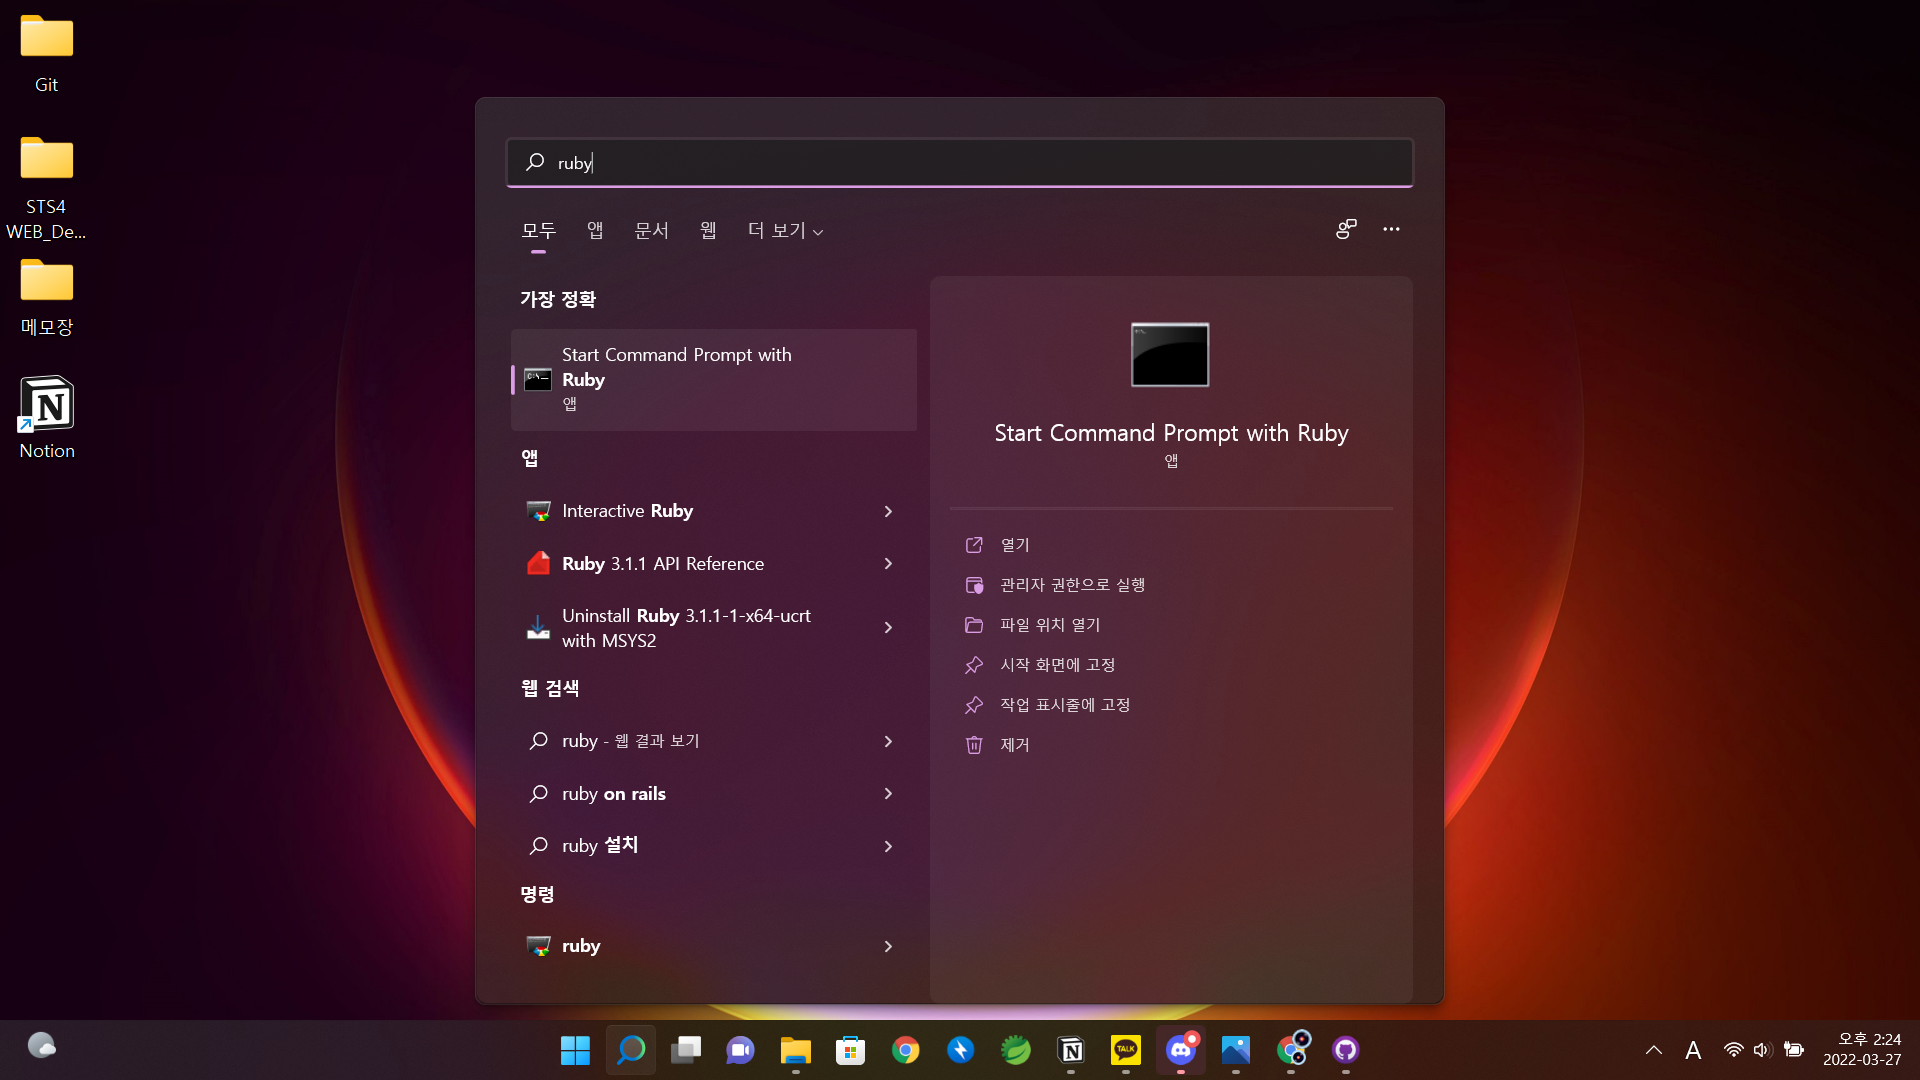 Git
STS4
WEB_De...
메모장
Notion
ruby
모두 앱 문서 웹 더 보기
가장 정확
Start Command Prompt with
Ruby
앱
앱
Interactive Ruby
Ruby 3.1.1 API Reference
Uninstall Ruby 3.1.1-1-x64-ucrt
with MSYS2
웹 검색
ruby - 웹 결과 보기
ruby on rails
ruby 설치
명령
ruby
Start Command Prompt with Ruby
앱
열기
관리자 권한으로 실행
파일 위치 열기
시작 화면에 고정
작업 표시줄에 고정
제거
TALK
A
오후 2:24
2022-03-27